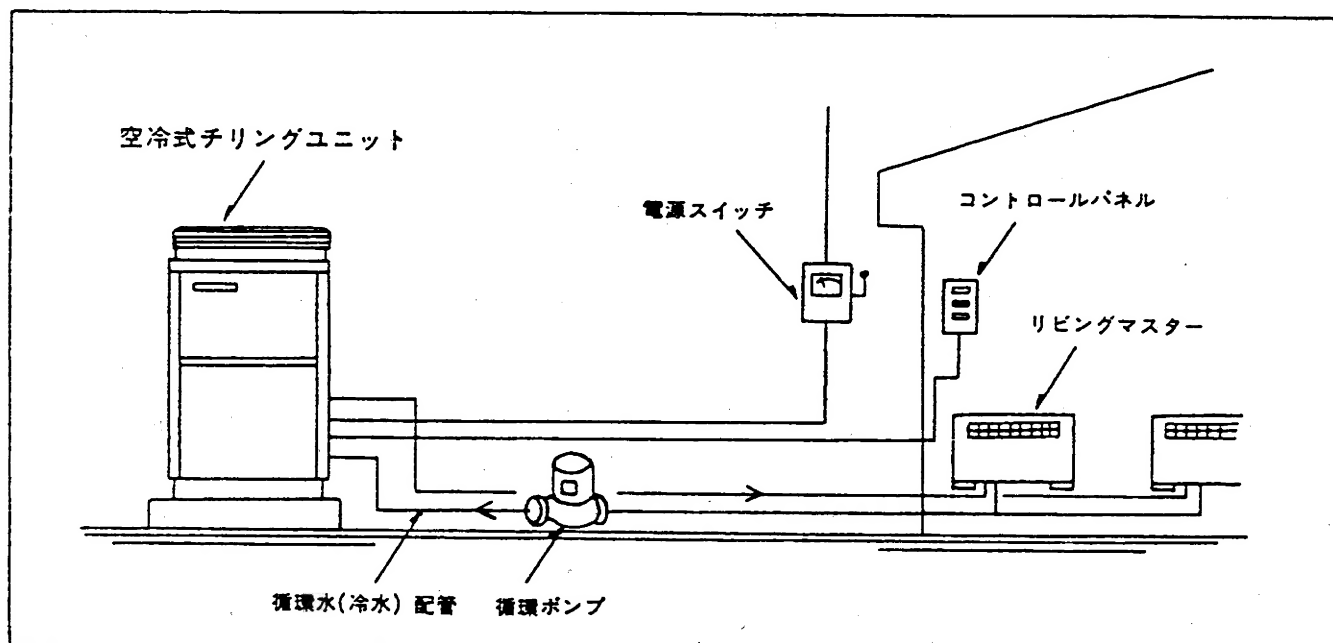 空冷式チリングユニット
電源スイッチ
コントロールパネル
リビングマスター
循環水(冷水) 配管
循環ポンプ